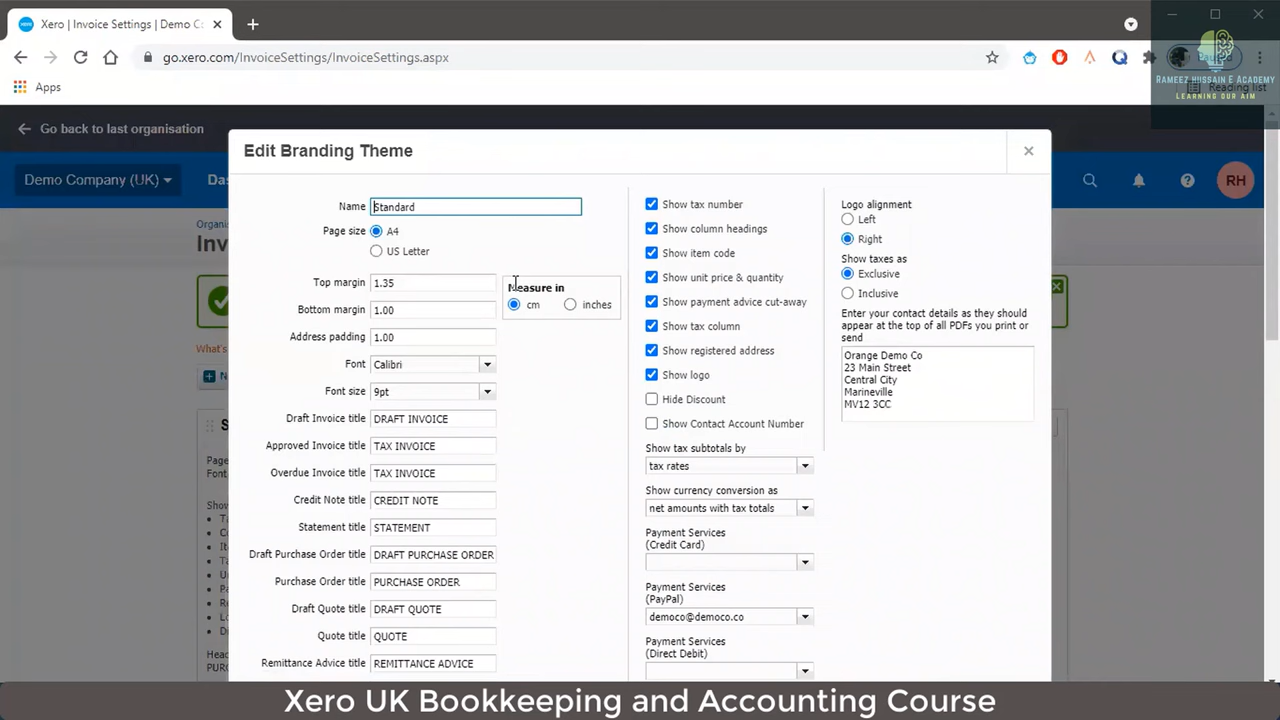 xero
Xero | Invoice Settings | Demo C
go.xero.com/InvoiceSettings/InvoiceSettings.aspx
Apps
Reading list
RAMEEZ HUSSAIN E ACADEMY
LEARNING OUR AIM
Go back to last organisation
Demo Company (UK)
Das
RH
Organis
Invo
What's
N
S
Page
Font
Show
Head
PURC
Edit Branding Theme
Name
Standard
Page size
A4
US Letter
Top margin
1.35
Bottom margin
1.00
Address padding
1.00
Measure in
cm
inches
Font
Calibri
Font size
9pt
Draft Invoice title
DRAFT INVOICE
Approved Invoice title
TAX INVOICE
Overdue Invoice title
TAX INVOICE
Credit Note title
CREDIT NOTE
Statement title
STATEMENT
Draft Purchase Order title
DRAFT PURCHASE ORDER
Purchase Order title
PURCHASE ORDER
Draft Quote title
DRAFT QUOTE
Quote title
QUOTE
Remittance Advice title
REMITTANCE ADVICE
Show tax number
Show column headings
Show item code
Show unit price & quantity
Show payment advice cut-away
Show tax column
Show registered address
Show logo
Hide Discount
Show Contact Account Number
Show tax subtotals by
tax rates
Show currency conversion as
net amounts with tax totals
Payment Services
(Credit Card)
Payment Services
(PayPal)
democo@democo.co
Payment Services
(Direct Debit)
Logo alignment
Left
Right
Show taxes as
Exclusive
Inclusive
Enter your contact details as they should
appear at the top of all PDFs you print or
send
Orange Demo Co
23 Main Street
Central City
Marineville
MV12 3CC
Xero UK Bookkeeping and Accounting Course